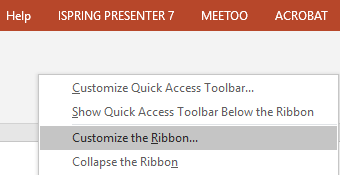 Help ISPRING PRESENTER 7 MEETOO ACROBAT
Customize Quick Access Toolbar...
Show Quick Access Toolbar Below the Ribbon
Customize the Ribbon...
Collapse the Ribbon